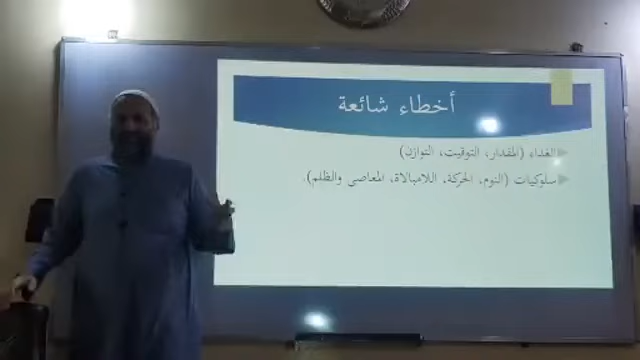 أخطاء شائعة
الغذاء (المقدار، التوقيت، التوازن)
سلوكيات (النوم، الحركة، اللامبالاة، المعاصي والظلم).